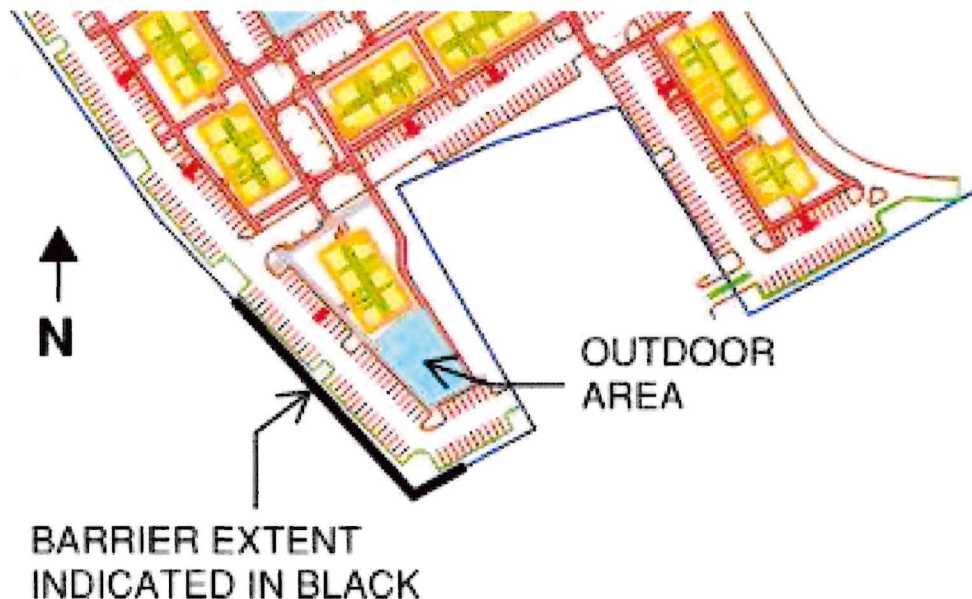 N
OUTDOOR
AREA
BARRIER EXTENT
INDICATED IN BLACK